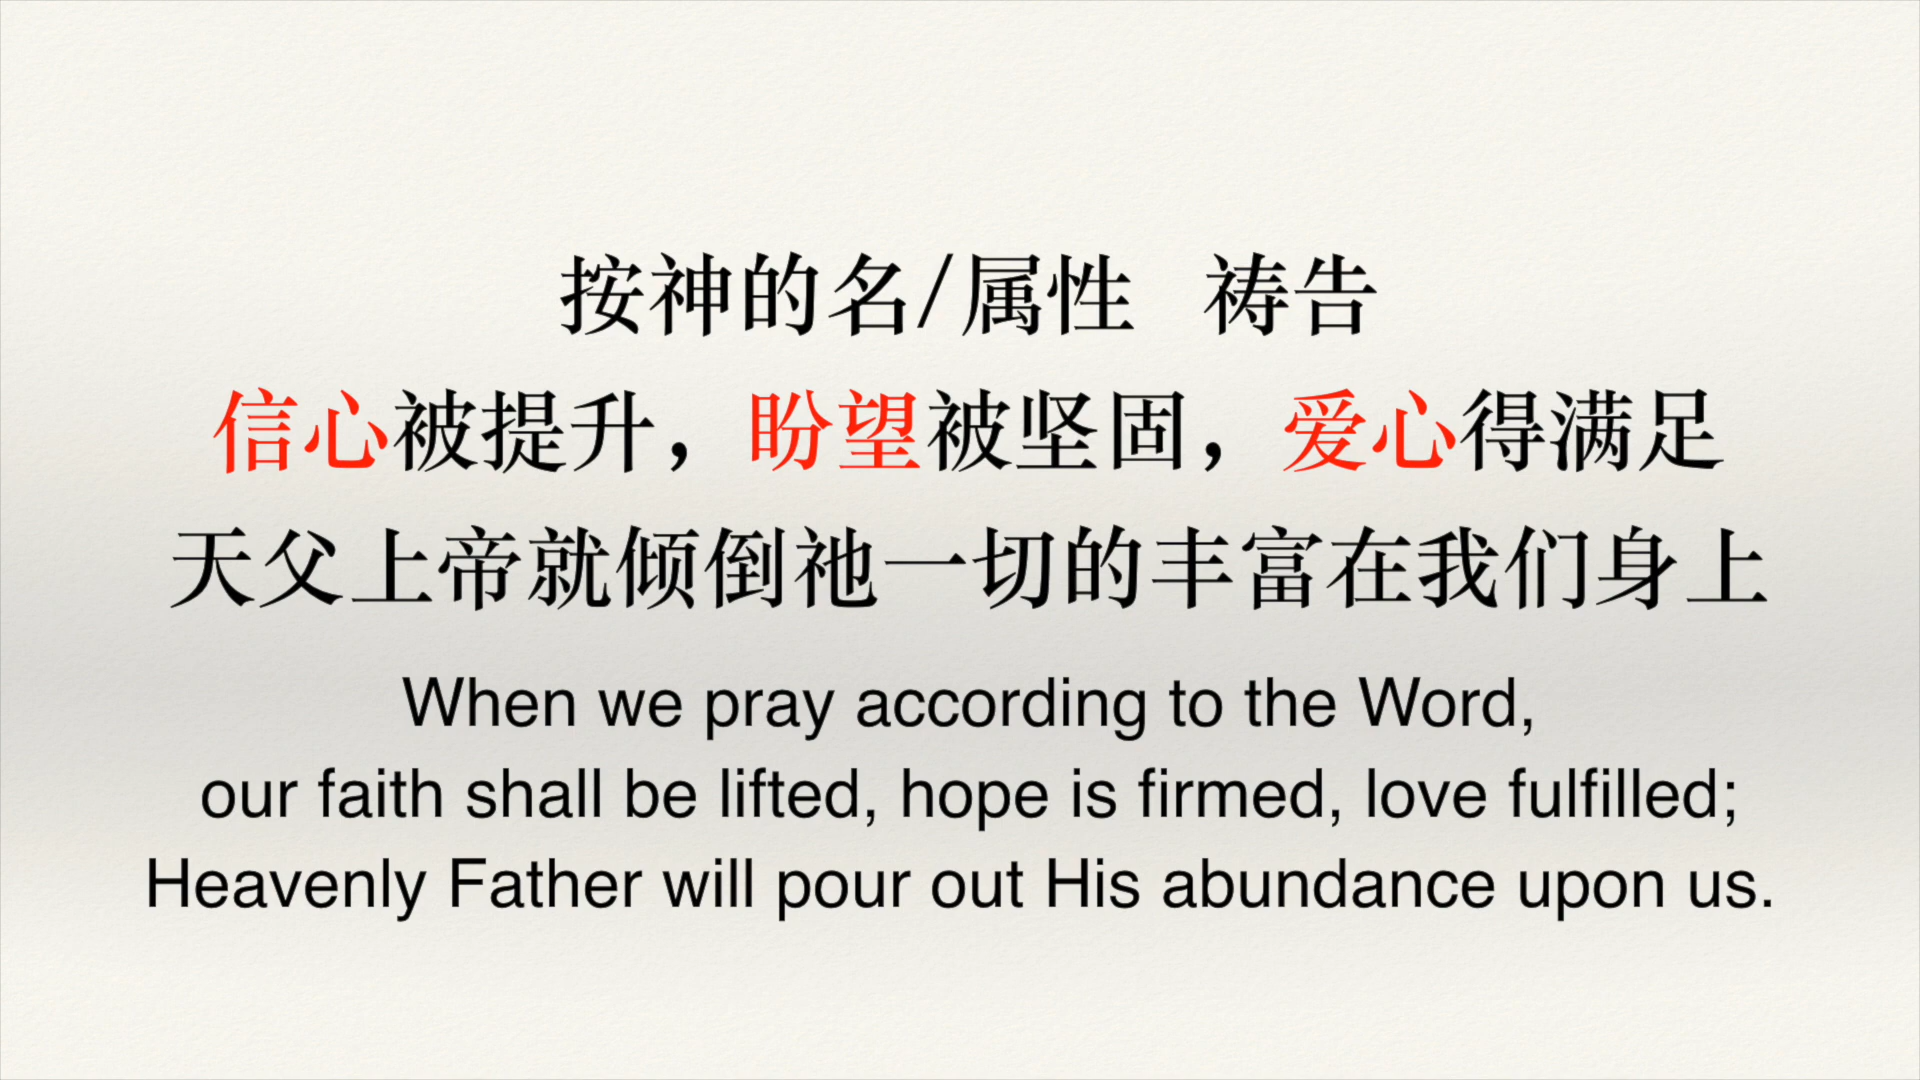 按神的名/属性 祷告
信心被提升，盼望被坚固，爱心得满足
天父上帝就倾倒祂一切的丰富在我们身上
When we pray according to the Word,
our faith shall be lifted, hope is firmed, love fulfilled;
Heavenly Father will pour out His abundance upon us.